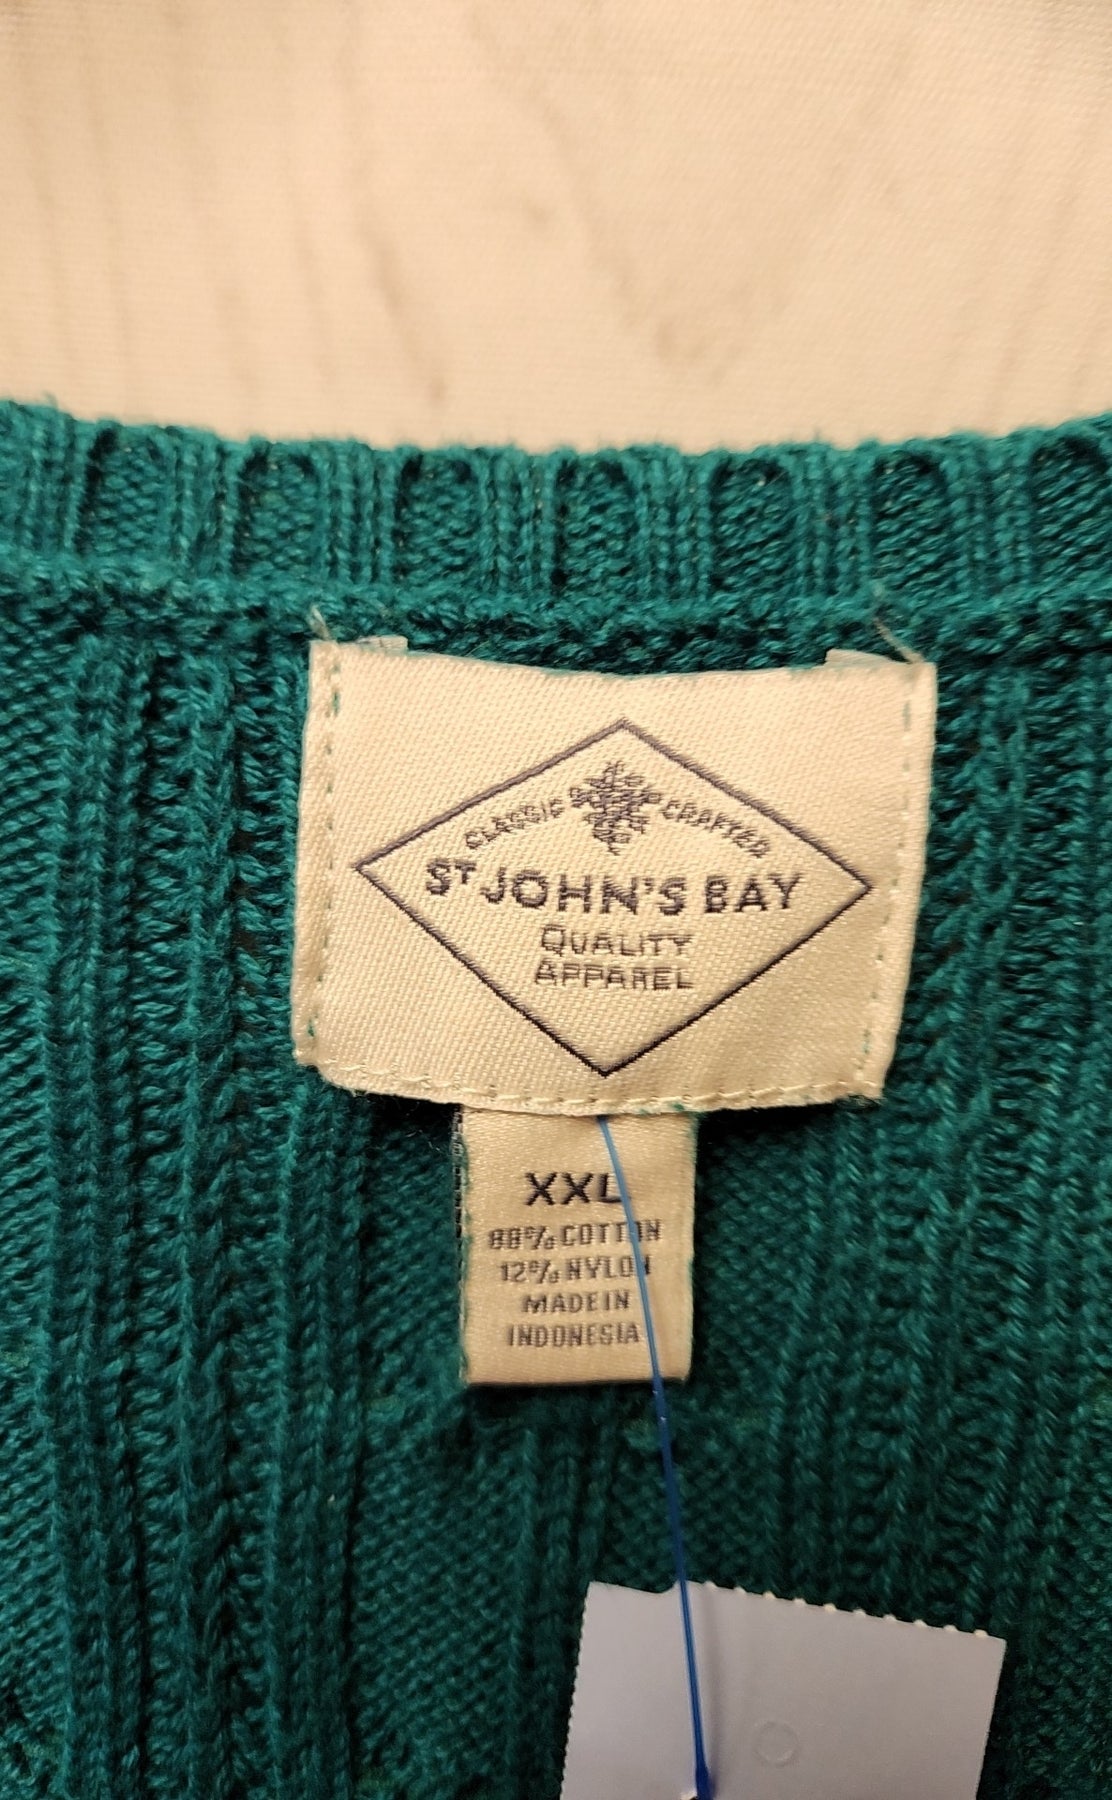 CLASSIC CRAFTED
ST JOHN'S BAY
QUALITY
APPAREL
XXL
88% COTTON
12% NYLON
MADE IN
INDONESIA